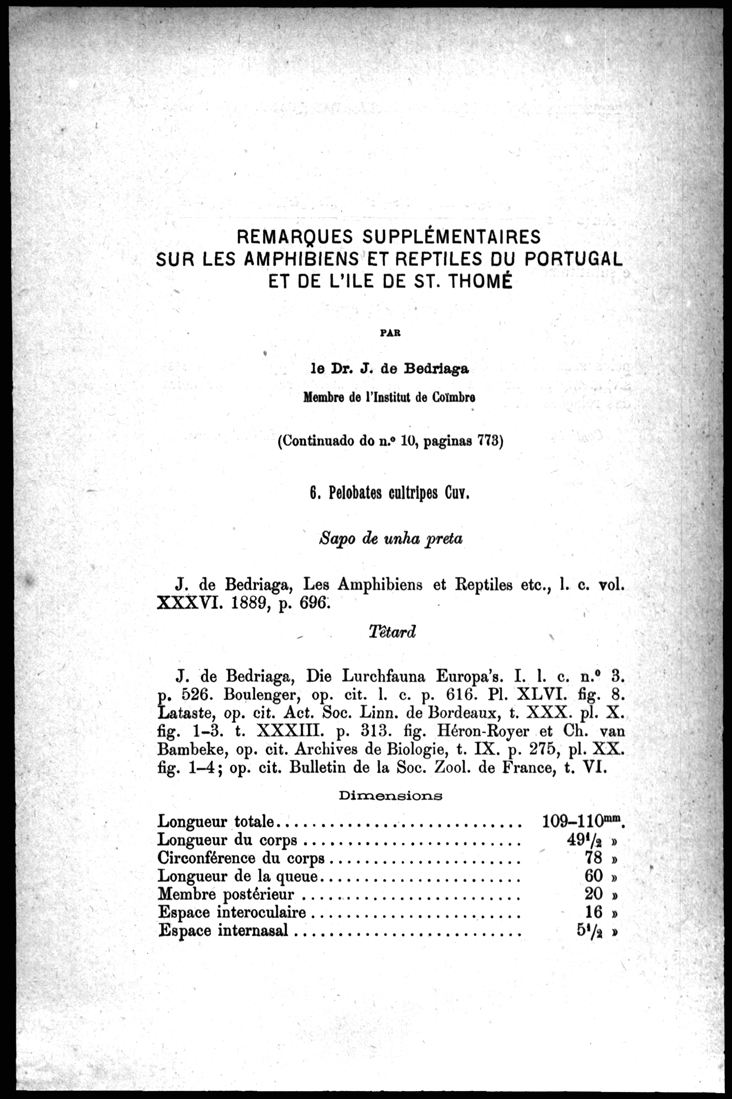 REMARQUES SUPPLÉMENTAIRES
SUR LES AMPHIBIENS ET REPTILES DU PORTUGAL
ET DE L'ILE DE ST. THOMÉ
PAR
le Dr. J. de Bedriaga
Membre de l'Institut de Coïmbre
(Continuado do n.º 10, paginas 773)
6. Pelobates cultripes Cuv.
Sapo de unha preta
J. de Bedriaga, Les Amphibiens et Reptiles etc., l. c. vol.
XXXVI. 1889, p. 696.
Têtard
J. de Bedriaga, Die Lurchfauna Europa's. I. l. c. n.º 3.
p. 526. Boulenger, op. cit. l. c. p. 616. Pl. XLVI. fig. 8.
Lataste, op. cit. Act. Soc. Linn. de Bordeaux, t. XXX. pl. X.
fig. 1-3. t. XXXIII. p. 313. fig. Héron-Royer et Ch. van
Bambeke, op. cit. Archives de Biologie, t. IX. p. 275, pl. XX.
fig. 1-4; op. cit. Bulletin de la Soc. Zool. de France, t. VI.
Dimensions
Longueur totale............................ 109-110mm.
Longueur du corps......................... 49 1/2 »
Circonférence du corps...................... 78 »
Longueur de la queue....................... 60 »
Membre postérieur ......................... 20 »
Espace interoculaire........................ 16 »
Espace internasal.......................... 5 1/2 »